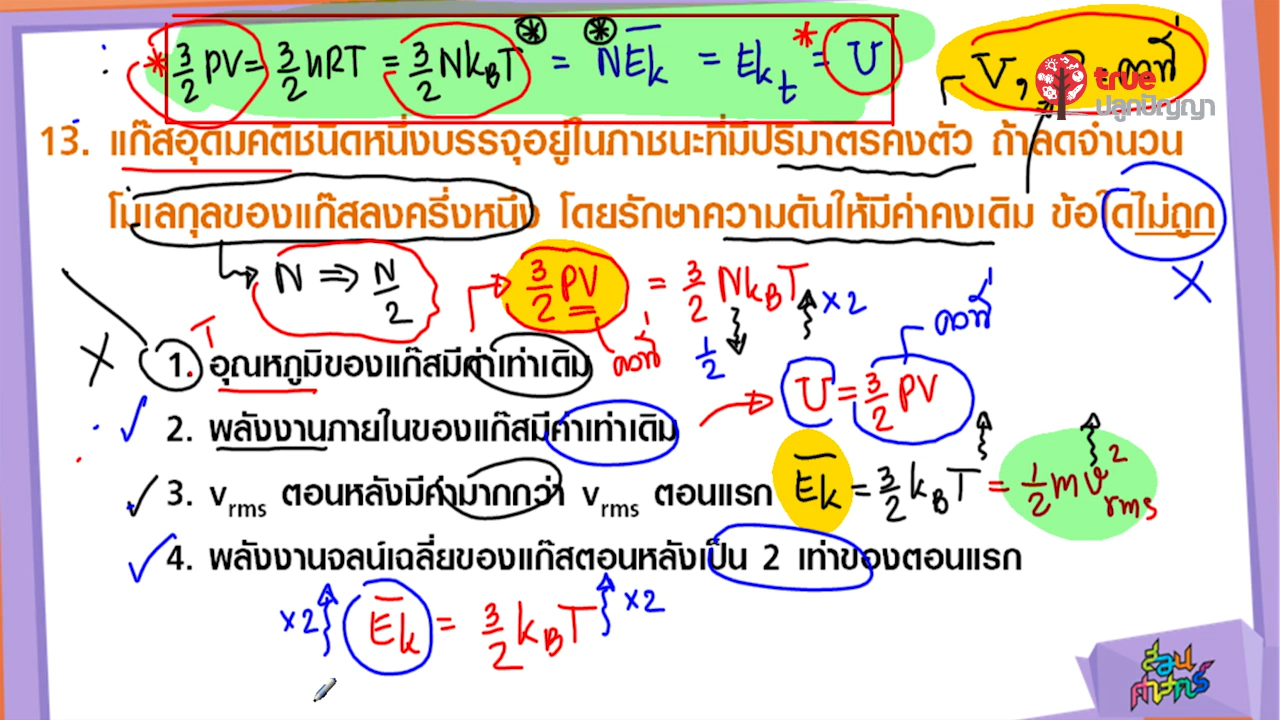 * 3/2 PV = 3/2 nRT = 3/2 Nk_BT = NE̅k = Ek_t * = U
V, คงที่
true
ปลูกปัญญา
13. แก๊สอุดมคติชนิดหนึ่งบรรจุอยู่ในภาชนะที่มีปริมาตรคงตัว ถ้าลดจำนวน
โมเลกุลของแก๊สลงครึ่งหนึ่ง โดยรักษาความดันให้มีค่าคงเดิม ข้อใดไม่ถูก
N ⇒ N/2
3/2 PV = 3/2 Nk_BT
×2
1/2
คงที่
X
T
X 1. อุณหภูมิของแก๊สมีค่าเท่าเดิม
คงที่
U = 3/2 PV
✓ 2. พลังงานภายในของแก๊สมีค่าเท่าเดิม
✓ 3. vrms ตอนหลังมีค่ามากกว่า vrms ตอนแรก
E̅k = 3/2 k_BT = 1/2 mv²rms
✓ 4. พลังงานจลน์เฉลี่ยของแก๊สตอนหลังเป็น 2 เท่าของตอนแรก
×2 E̅k = 3/2 k_BT ×2
สอนศาสตร์